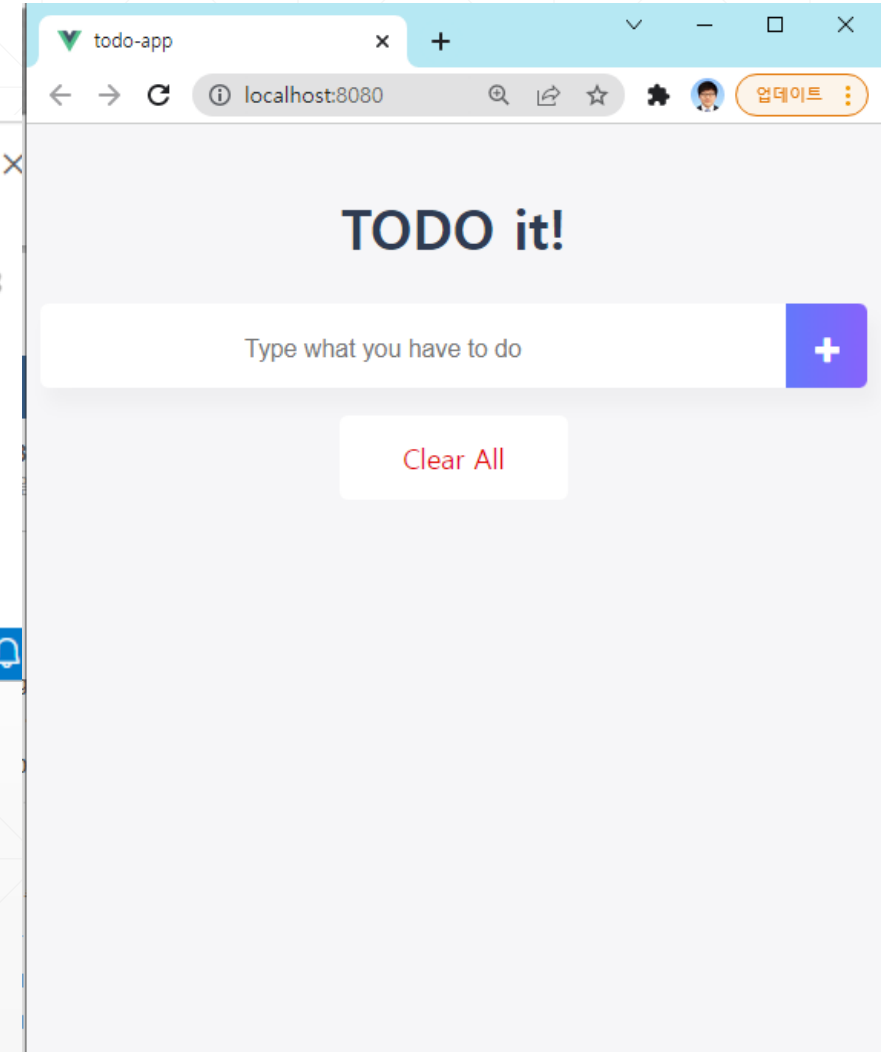 todo-app
localhost:8080
업데이트
TODO it!
Type what you have to do
Clear All